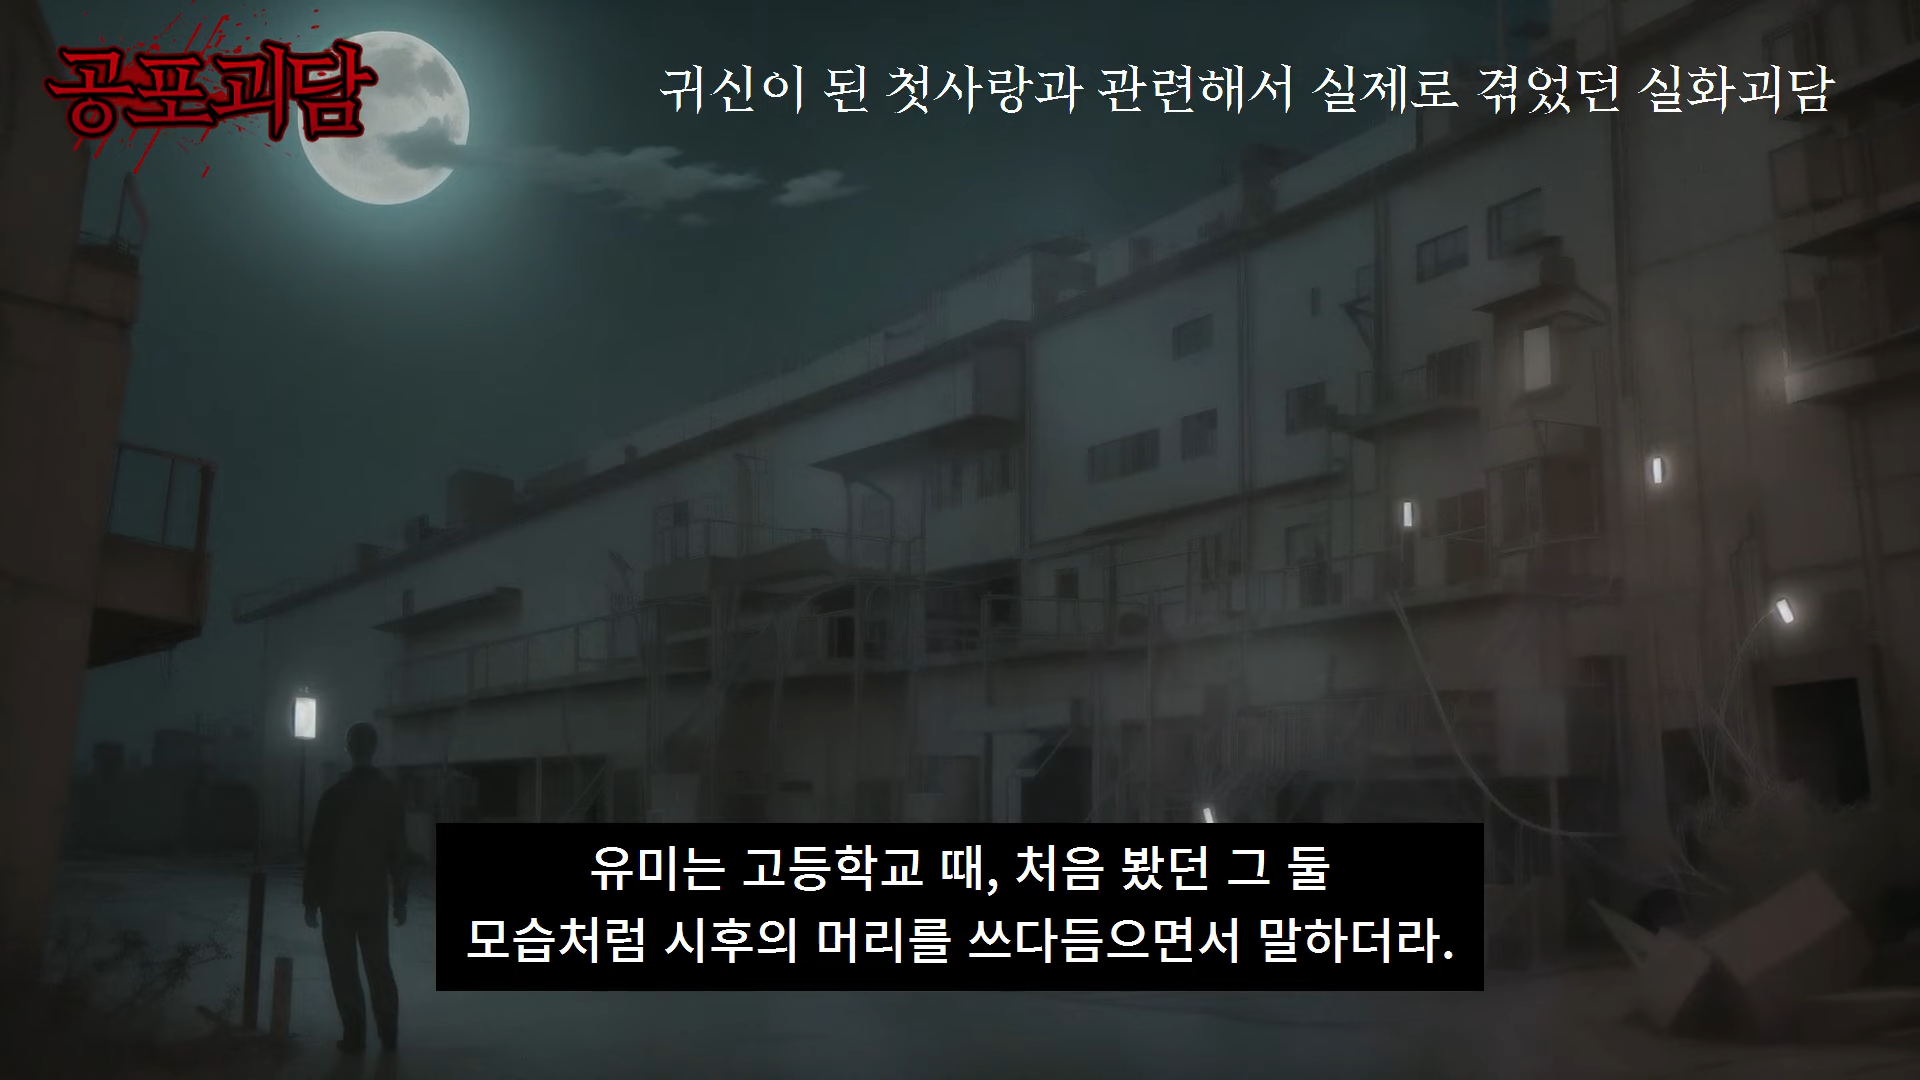 공포괴담
귀신이 된 첫사랑과 관련해서 실제로 겪었던 실화괴담
유미는 고등학교 때, 처음 봤던 그 둘
모습처럼 시후의 머리를 쓰다듬으면서 말하더라.